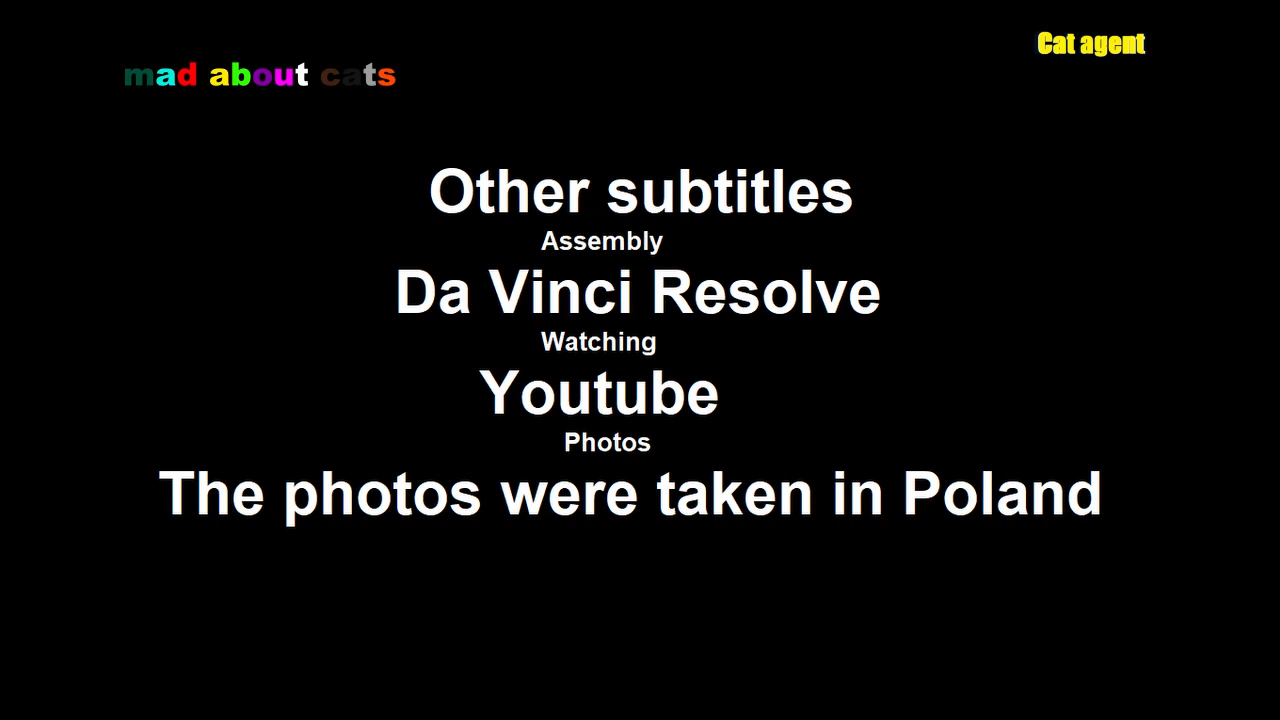 Cat agent
mad about cats
Other subtitles
Assembly
Da Vinci Resolve
Watching
Youtube
Photos
The photos were taken in Poland